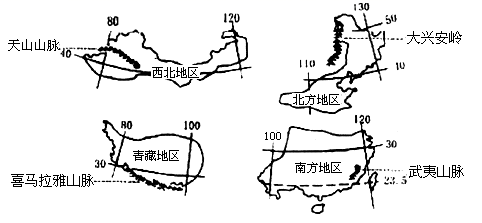 80
120
天山山脉
40
西北地区
130
50
大兴安岭
110
40
北方地区
80
100
青藏地区
30
喜马拉雅山脉
100
120
30
南方地区
武夷山脉
23.5